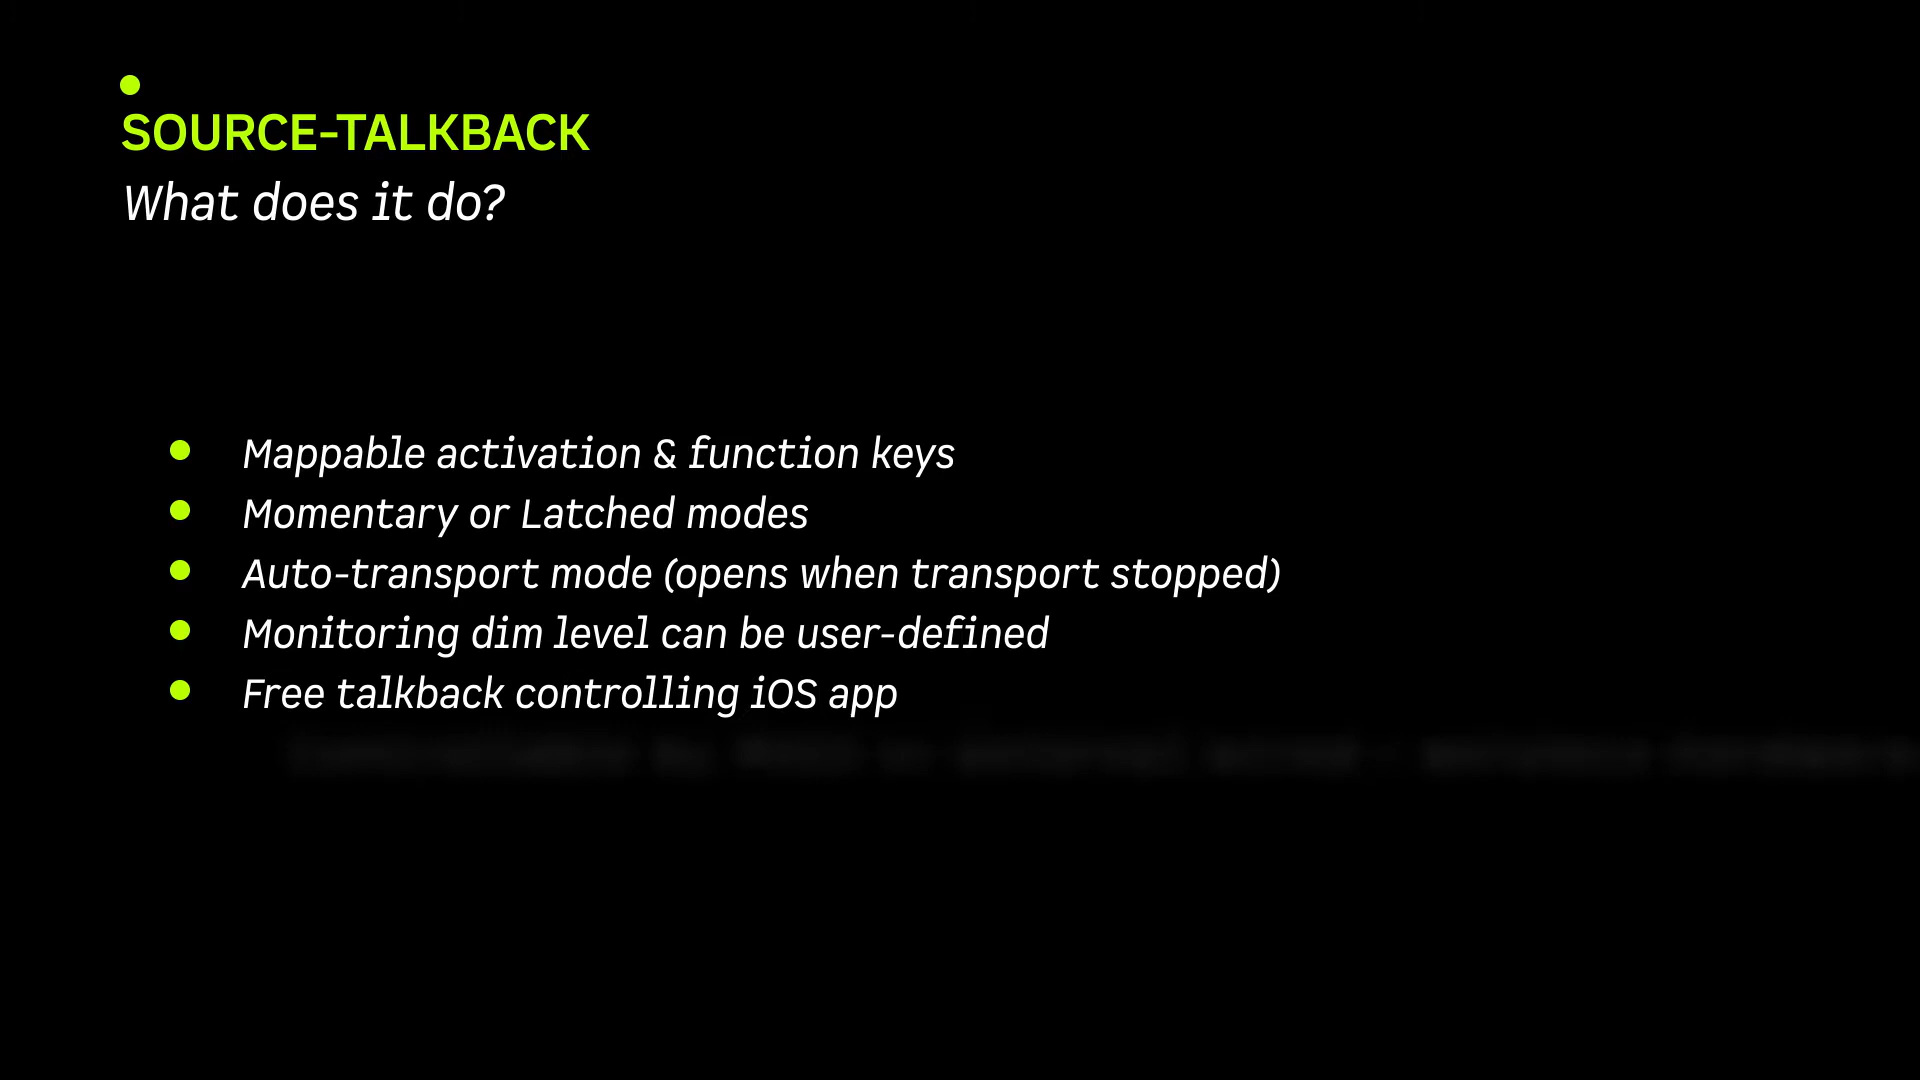 SOURCE-TALKBACK
What does it do?
Mappable activation & function keys
Momentary or Latched modes
Auto-transport mode (opens when transport stopped)
Monitoring dim level can be user-defined
Free talkback controlling iOS app